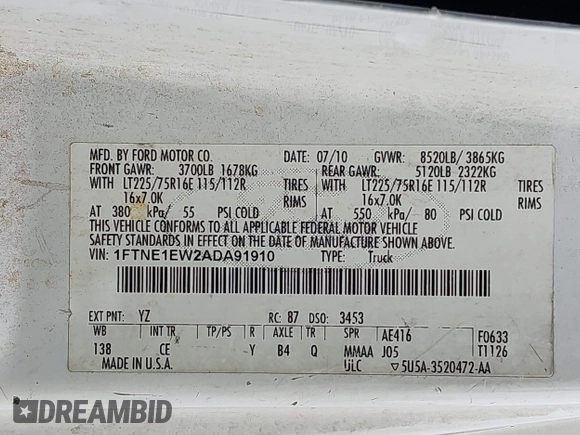 MFD. BY FORD MOTOR CO. DATE: 07/10 GVWR: 8520LB/ 3865KG
FRONT GAWR: 3700LB 1678KG REAR GAWR: 5120LB 2322KG
WITH LT225/75R16E 115/112R TIRES WITH LT225/75R16E 115/112R TIRES
16x7.0K RIMS 16x7.0K RIMS
AT 380 kPa/ 55 PSI COLD AT 550 kPa/ 80 PSI COLD
THIS VEHICLE CONFORMS TO ALL APPLICABLE FEDERAL MOTOR VEHICLE
SAFETY STANDARDS IN EFFECT ON THE DATE OF MANUFACTURE SHOWN ABOVE.
VIN: 1FTNE1EW2ADA91910 TYPE: Truck
EXT PNT: YZ RC: 87 DSO: 3453
WB INT TR TP/PS R AXLE TR SPR AE416 F0633
138 CE Y B4 Q MMAA J05 T1126
MADE IN U.S.A. ULC ▽5U5A-3520472-AA
DREAMBID